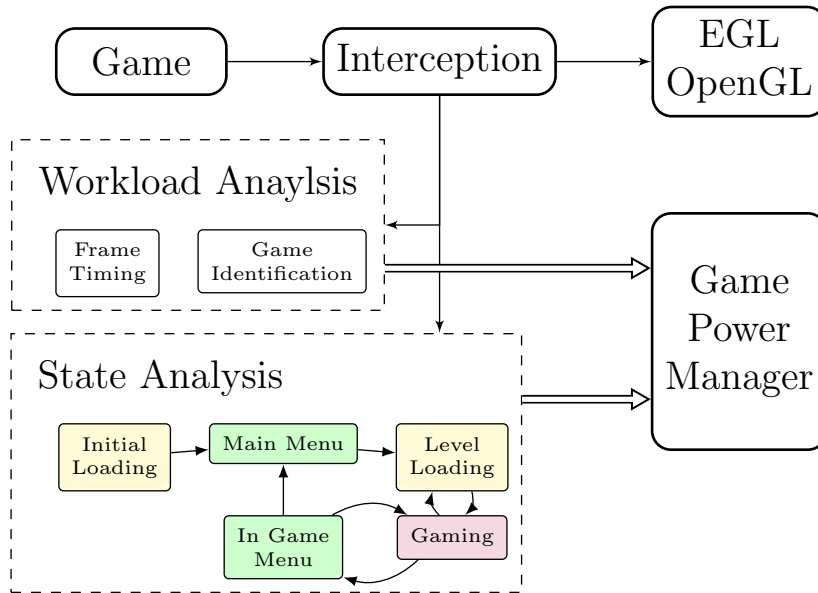 Game
Interception
EGL
OpenGL
Workload Anaylsis
Frame
Timing
Game
Identification
Game
Power
Manager
State Analysis
Initial
Loading
Main Menu
Level
Loading
In Game
Menu
Gaming